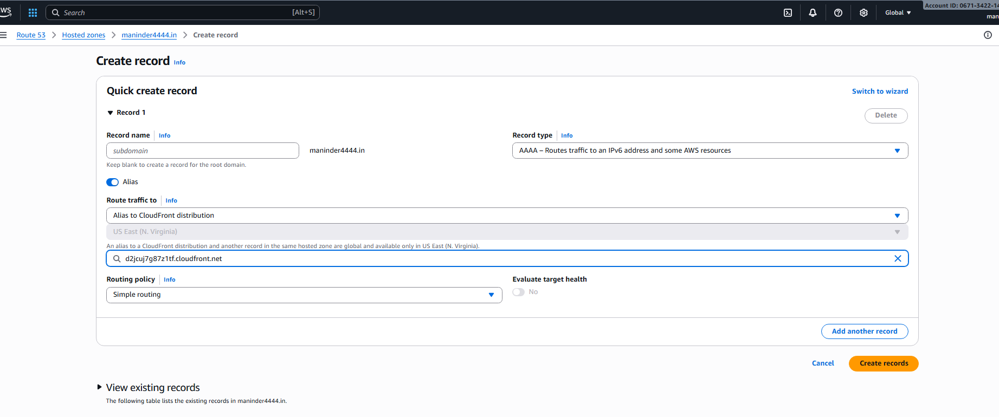 Search [Alt+S] Global Account ID: 0671-3422-14
Route 53 > Hosted zones > maninder4444.in > Create record
Create record Info
Quick create record Switch to wizard
Record 1 Delete
Record name Info Record type Info
subdomain maninder4444.in AAAA – Routes traffic to an IPv6 address and some AWS resources
Keep blank to create a record for the root domain.
Alias
Route traffic to Info
Alias to CloudFront distribution
US East (N. Virginia)
An alias to a CloudFront distribution and another record in the same hosted zone are global and available only in US East (N. Virginia).
d2jcuj7g87z1tf.cloudfront.net
Routing policy Info Evaluate target health
Simple routing No
Add another record
Cancel Create records
View existing records
The following table lists the existing records in maninder4444.in.